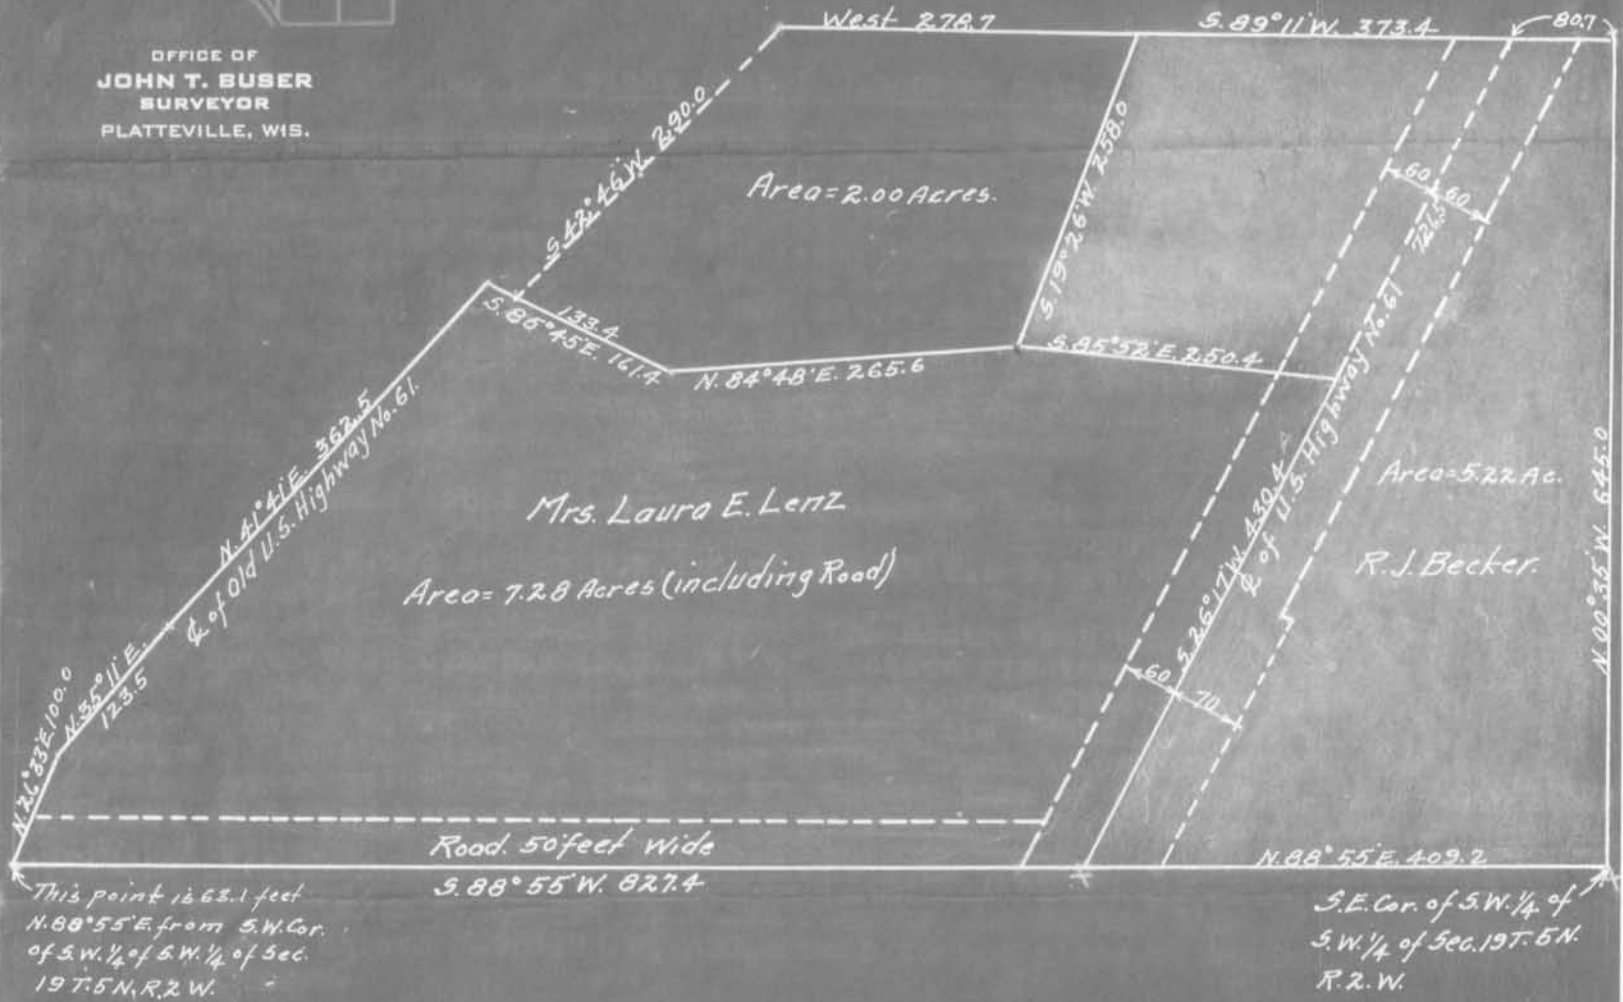 OFFICE OF
JOHN T. BUSER
SURVEYOR
PLATTEVILLE, WIS.
West 278.7
S. 89° 11' W. 373.4
80.7
S. 42° 46' W. 290.0
Area = 2.00 Acres.
S. 19° 26' W. 258.0
60
60
726.5
133.4
S. 86° 45' E. 161.4
N. 84° 48' E. 265.6
S. 85° 52' E. 250.4
N. 41° 41' E. 362.5
℄ of Old U.S. Highway No. 61.
Mrs. Laura E. Lenz
Area = 7.28 Acres (including Road)
S. 26° 17' W. 430.4
℄ of U.S. Highway No. 61
Area = 5.22 Ac.
R. J. Becker.
N. 00° 35' W. 645.0
N. 35° 11' E.
123.5
N. 26° 33' E. 100.0
60
70
Road. 50 feet Wide
S. 88° 55' W. 827.4
N. 88° 55' E. 409.2
This point is 63.1 feet
N. 88° 55' E. from S.W. Cor.
of S.W. ¼ of S.W. ¼ of Sec.
19 T. 5 N, R. 2 W.
S.E. Cor. of S.W. ¼ of
S.W. ¼ of Sec. 19 T. 5 N.
R. 2. W.